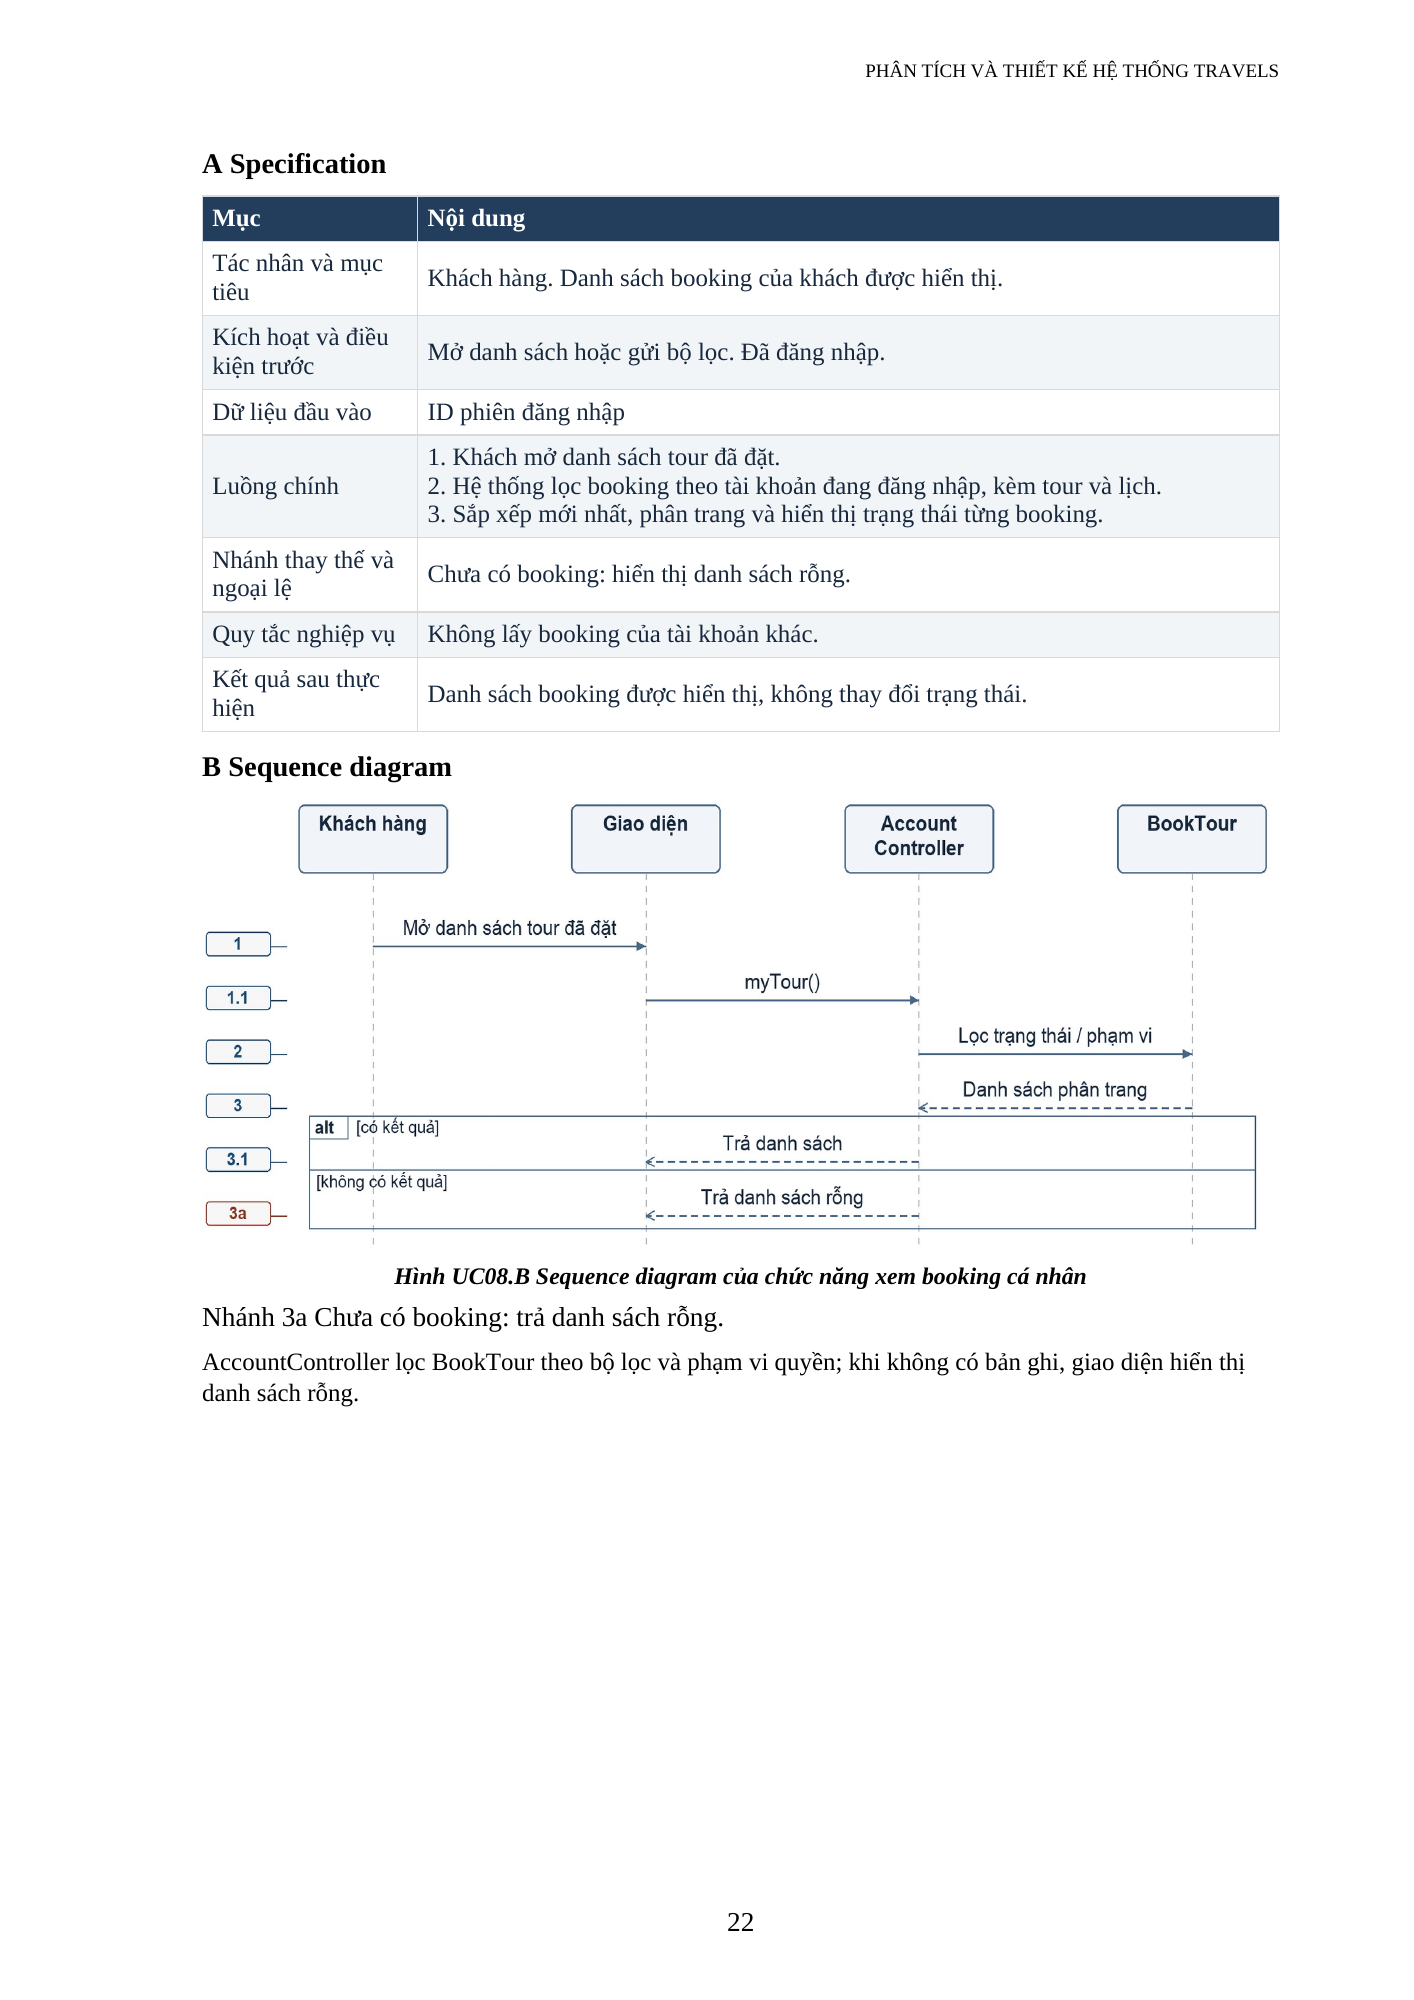 PHÂN TÍCH VÀ THIẾT KẾ HỆ THỐNG TRAVELS
A Specification
Mục
Nội dung
Tác nhân và mục
tiêu
Khách hàng. Danh sách booking của khách được hiển thị.
Kích hoạt và điều
kiện trước
Mở danh sách hoặc gửi bộ lọc. Đã đăng nhập.
Dữ liệu đầu vào
ID phiên đăng nhập
Luồng chính
1. Khách mở danh sách tour đã đặt.
2. Hệ thống lọc booking theo tài khoản đang đăng nhập, kèm tour và lịch.
3. Sắp xếp mới nhất, phân trang và hiển thị trạng thái từng booking.
Nhánh thay thế và
ngoại lệ
Chưa có booking: hiển thị danh sách rỗng.
Quy tắc nghiệp vụ
Không lấy booking của tài khoản khác.
Kết quả sau thực
hiện
Danh sách booking được hiển thị, không thay đổi trạng thái.
B Sequence diagram
Khách hàng
Giao diện
Account
Controller
BookTour
1
Mở danh sách tour đã đặt
1.1
myTour()
2
Lọc trạng thái / phạm vi
3
Danh sách phân trang
alt
[có kết quả]
3.1
Trả danh sách
[không có kết quả]
3a
Trả danh sách rỗng
Hình UC08.B Sequence diagram của chức năng xem booking cá nhân
Nhánh 3a Chưa có booking: trả danh sách rỗng.
AccountController lọc BookTour theo bộ lọc và phạm vi quyền; khi không có bản ghi, giao diện hiển thị
danh sách rỗng.
22